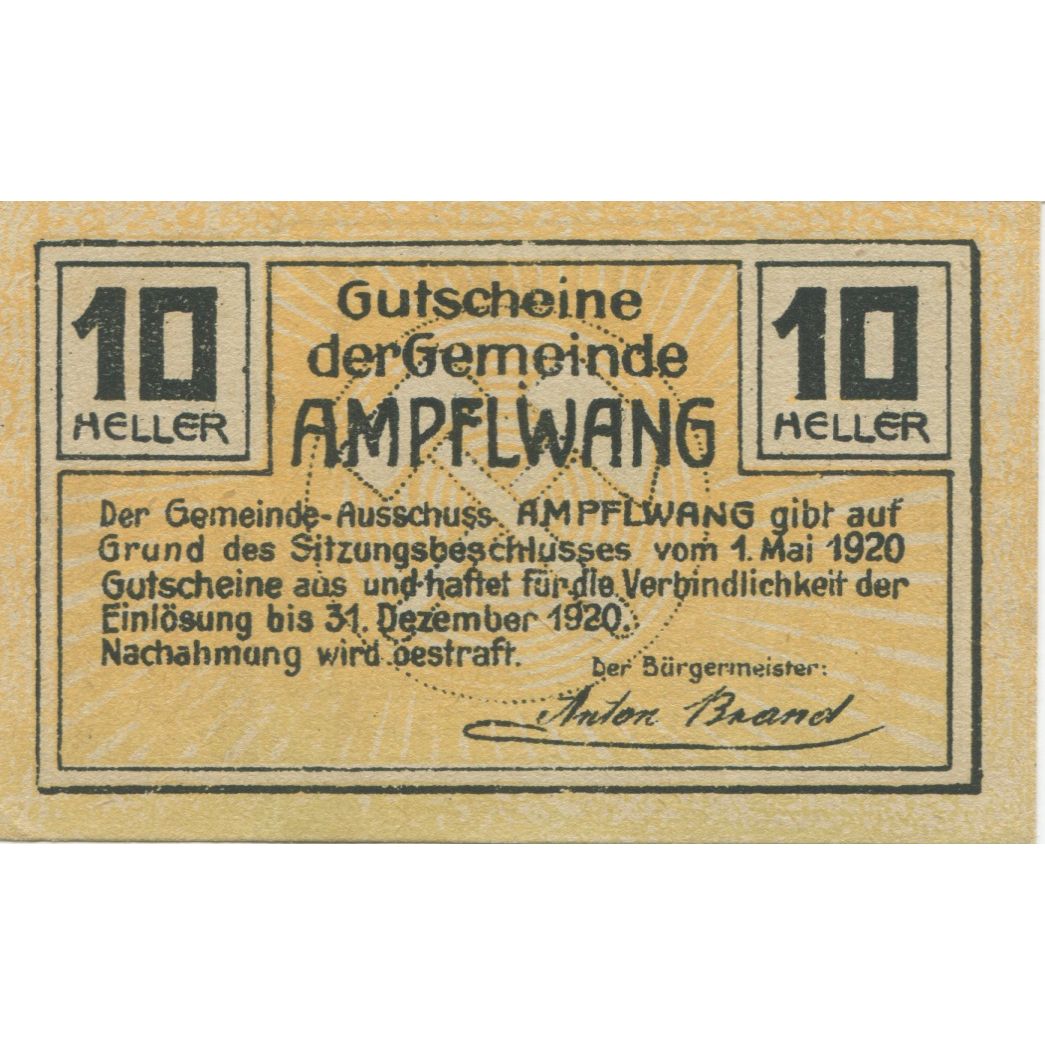 10
HELLER
Gutscheine
der Gemeinde
AMPFLWANG
10
HELLER
Der Gemeinde-Ausschuss AMPFLWANG gibt auf
Grund des Sitzungsbeschlusses vom 1. Mai 1920
Gutscheine aus und haftet für die Verbindlichkeit der
Einlösung bis 31. Dezember 1920.
Nachahmung wird bestraft.
Der Bürgermeister:
Anton Brand